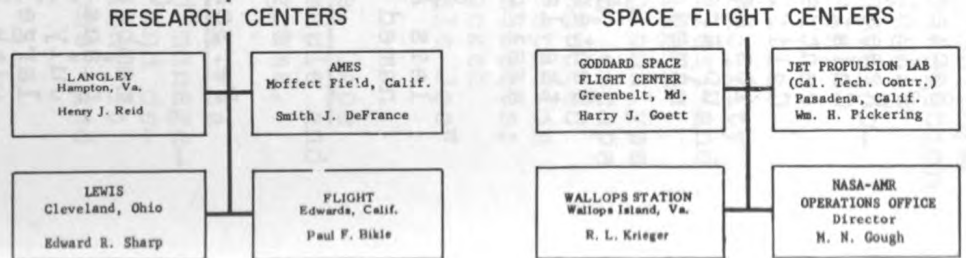 RESEARCH CENTERS
LANGLEY
Hampton, Va.
Henry J. Reid
AMES
Moffect Field, Calif.
Smith J. DeFrance
LEWIS
Cleveland, Ohio
Edward R. Sharp
FLIGHT
Edwards, Calif.
Paul F. Bikle
SPACE FLIGHT CENTERS
GODDARD SPACE
FLIGHT CENTER
Greenbelt, Md.
Harry J. Goett
JET PROPULSION LAB
(Cal. Tech. Contr.)
Pasadena, Calif.
Wm. H. Pickering
WALLOPS STATION
Wallops Island, Va.
R. L. Krieger
NASA-AMR
OPERATIONS OFFICE
Director
M. N. Gough